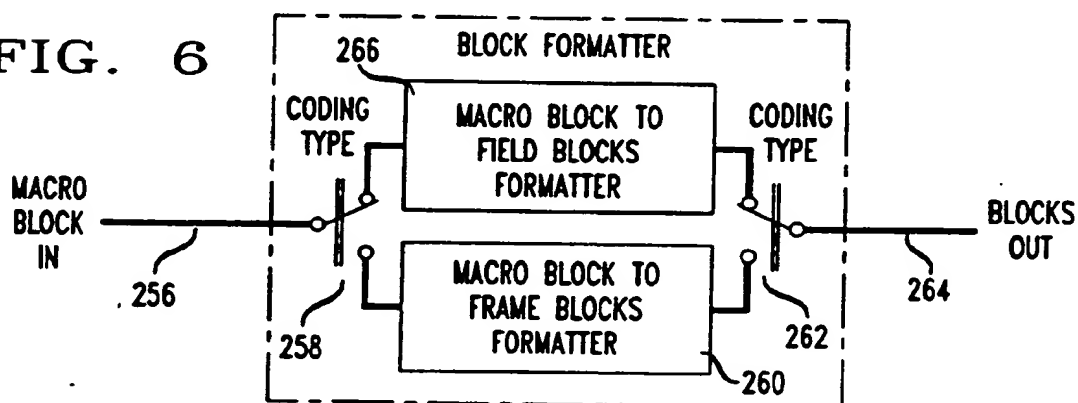 FIG. 6
BLOCK FORMATTER
266
CODING
TYPE
MACRO BLOCK TO
FIELD BLOCKS
FORMATTER
CODING
TYPE
MACRO
BLOCK
IN
256
258
MACRO BLOCK TO
FRAME BLOCKS
FORMATTER
260
262
264
BLOCKS
OUT